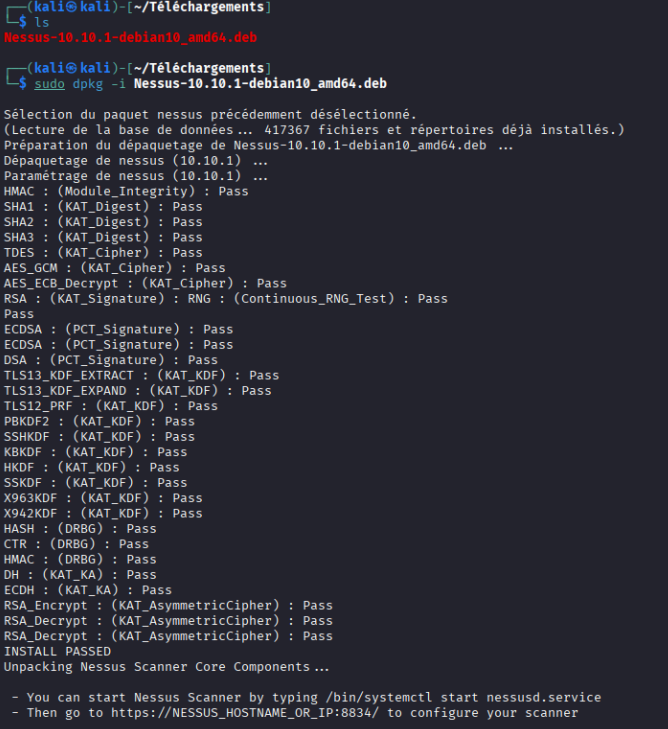 ┌──(kali㉿kali)-[~/Téléchargements]
└─$ ls
Nessus-10.10.1-debian10_amd64.deb
┌──(kali㉿kali)-[~/Téléchargements]
└─$ sudo dpkg -i Nessus-10.10.1-debian10_amd64.deb
Sélection du paquet nessus précédemment désélectionné.
(Lecture de la base de données... 417367 fichiers et répertoires déjà installés.)
Préparation du dépaquetage de Nessus-10.10.1-debian10_amd64.deb ...
Dépaquetage de nessus (10.10.1) ...
Paramétrage de nessus (10.10.1) ...
HMAC : (Module_Integrity) : Pass
SHA1 : (KAT_Digest) : Pass
SHA2 : (KAT_Digest) : Pass
SHA3 : (KAT_Digest) : Pass
TDES : (KAT_Cipher) : Pass
AES_GCM : (KAT_Cipher) : Pass
AES_ECB_Decrypt : (KAT_Cipher) : Pass
RSA : (KAT_Signature) : RNG : (Continuous_RNG_Test) : Pass
Pass
ECDSA : (PCT_Signature) : Pass
ECDSA : (PCT_Signature) : Pass
DSA : (PCT_Signature) : Pass
TLS13_KDF_EXTRACT : (KAT_KDF) : Pass
TLS13_KDF_EXPAND : (KAT_KDF) : Pass
TLS12_PRF : (KAT_KDF) : Pass
PBKDF2 : (KAT_KDF) : Pass
SSHKDF : (KAT_KDF) : Pass
KBKDF : (KAT_KDF) : Pass
HKDF : (KAT_KDF) : Pass
SSKDF : (KAT_KDF) : Pass
X963KDF : (KAT_KDF) : Pass
X942KDF : (KAT_KDF) : Pass
HASH : (DRBG) : Pass
CTR : (DRBG) : Pass
HMAC : (DRBG) : Pass
DH : (KAT_KA) : Pass
ECDH : (KAT_KA) : Pass
RSA_Encrypt : (KAT_AsymmetricCipher) : Pass
RSA_Decrypt : (KAT_AsymmetricCipher) : Pass
RSA_Decrypt : (KAT_AsymmetricCipher) : Pass
INSTALL PASSED
Unpacking Nessus Scanner Core Components...
- You can start Nessus Scanner by typing /bin/systemctl start nessusd.service
- Then go to https://NESSUS_HOSTNAME_OR_IP:8834/ to configure your scanner